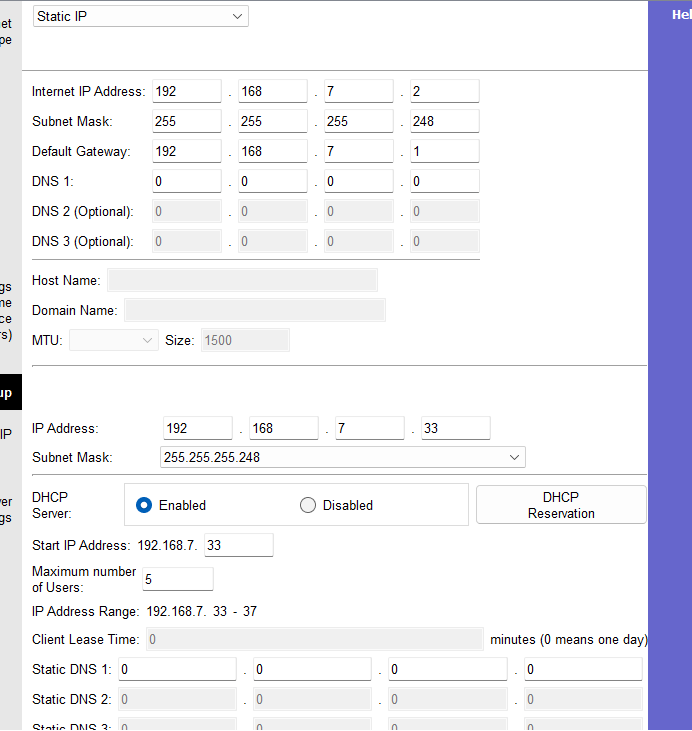 Static IP
Hel
et
pe
Internet IP Address: 192 . 168 . 7 . 2
Subnet Mask: 255 . 255 . 255 . 248
Default Gateway: 192 . 168 . 7 . 1
DNS 1: 0 . 0 . 0 . 0
DNS 2 (Optional): 0 . 0 . 0 . 0
DNS 3 (Optional): 0 . 0 . 0 . 0
Host Name:
gs
Domain Name:
me
ce
rs)
MTU: Size: 1500
up
IP Address: 192 . 168 . 7 . 33
IP
Subnet Mask: 255.255.255.248
DHCP
Server: Enabled Disabled
DHCP
Reservation
ver
gs
Start IP Address: 192.168.7. 33
Maximum number
of Users: 5
IP Address Range: 192.168.7. 33 - 37
Client Lease Time: 0 minutes (0 means one day)
Static DNS 1: 0 . 0 . 0 . 0
Static DNS 2: 0 . 0 . 0 . 0
Static DNS 3: 0 . 0 . 0 . 0